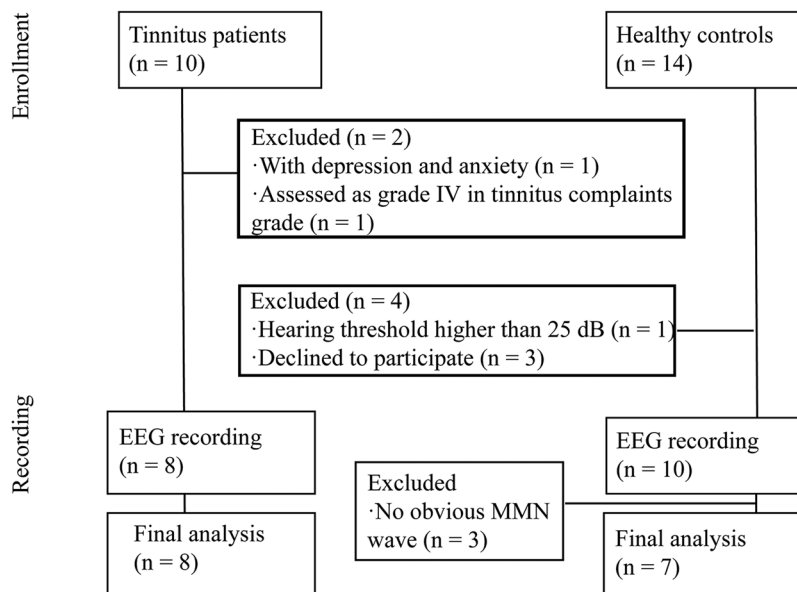 Enrollment
Tinnitus patients
(n = 10)
Healthy controls
(n = 14)
Excluded (n = 2)
·With depression and anxiety (n = 1)
·Assessed as grade IV in tinnitus complaints
grade (n = 1)
Excluded (n = 4)
·Hearing threshold higher than 25 dB (n = 1)
·Declined to participate (n = 3)
Recording
EEG recording
(n = 8)
EEG recording
(n = 10)
Excluded
·No obvious MMN
wave (n = 3)
Final analysis
(n = 8)
Final analysis
(n = 7)